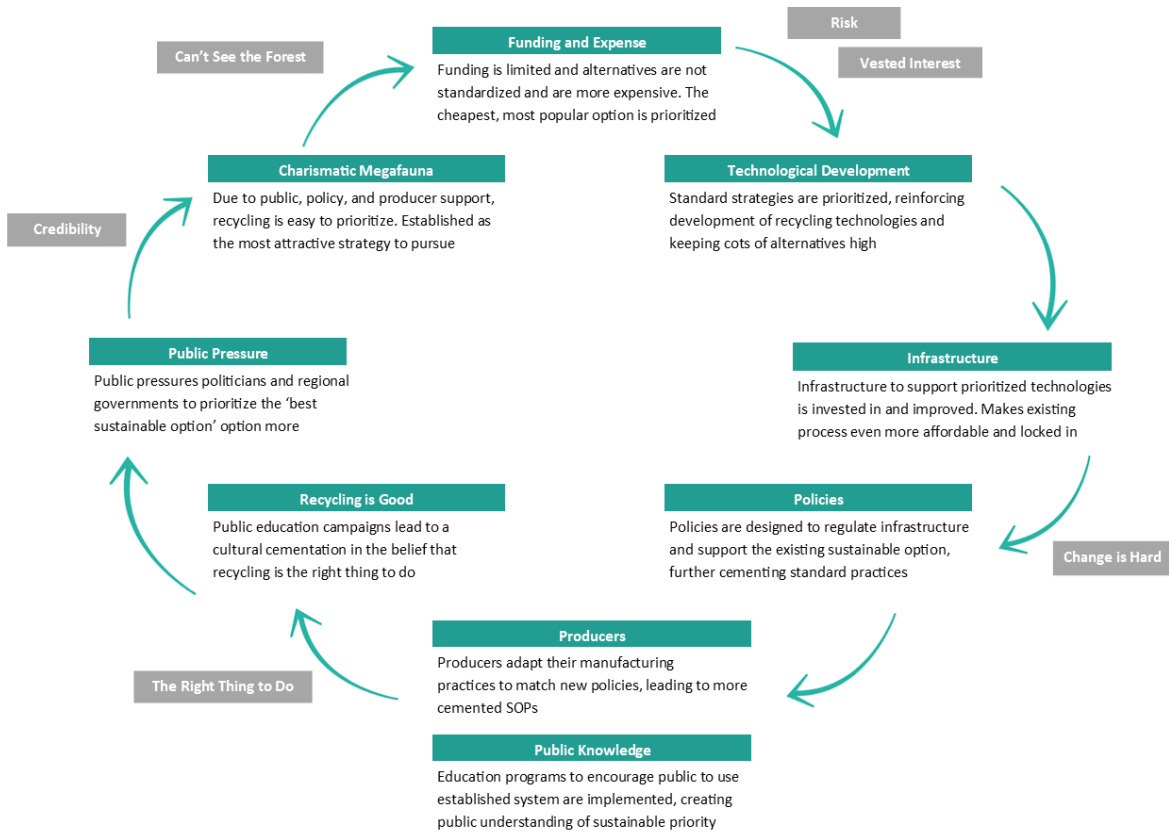 Funding and Expense
Funding is limited and alternatives are not
standardized and are more expensive. The
cheapest, most popular option is prioritized
Risk
Vested Interest
Technological Development
Standard strategies are prioritized, reinforcing
development of recycling technologies and
keeping cots of alternatives high
Infrastructure
Infrastructure to support prioritized technologies
is invested in and improved. Makes existing
process even more affordable and locked in
Change is Hard
Policies
Policies are designed to regulate infrastructure
and support the existing sustainable option,
further cementing standard practices
Producers
Producers adapt their manufacturing
practices to match new policies, leading to more
cemented SOPs
Public Knowledge
Education programs to encourage public to use
established system are implemented, creating
public understanding of sustainable priority
The Right Thing to Do
Recycling is Good
Public education campaigns lead to a
cultural cementation in the belief that
recycling is the right thing to do
Public Pressure
Public pressures politicians and regional
governments to prioritize the ‘best
sustainable option’ option more
Credibility
Charismatic Megafauna
Due to public, policy, and producer support,
recycling is easy to prioritize. Established as
the most attractive strategy to pursue
Can’t See the Forest